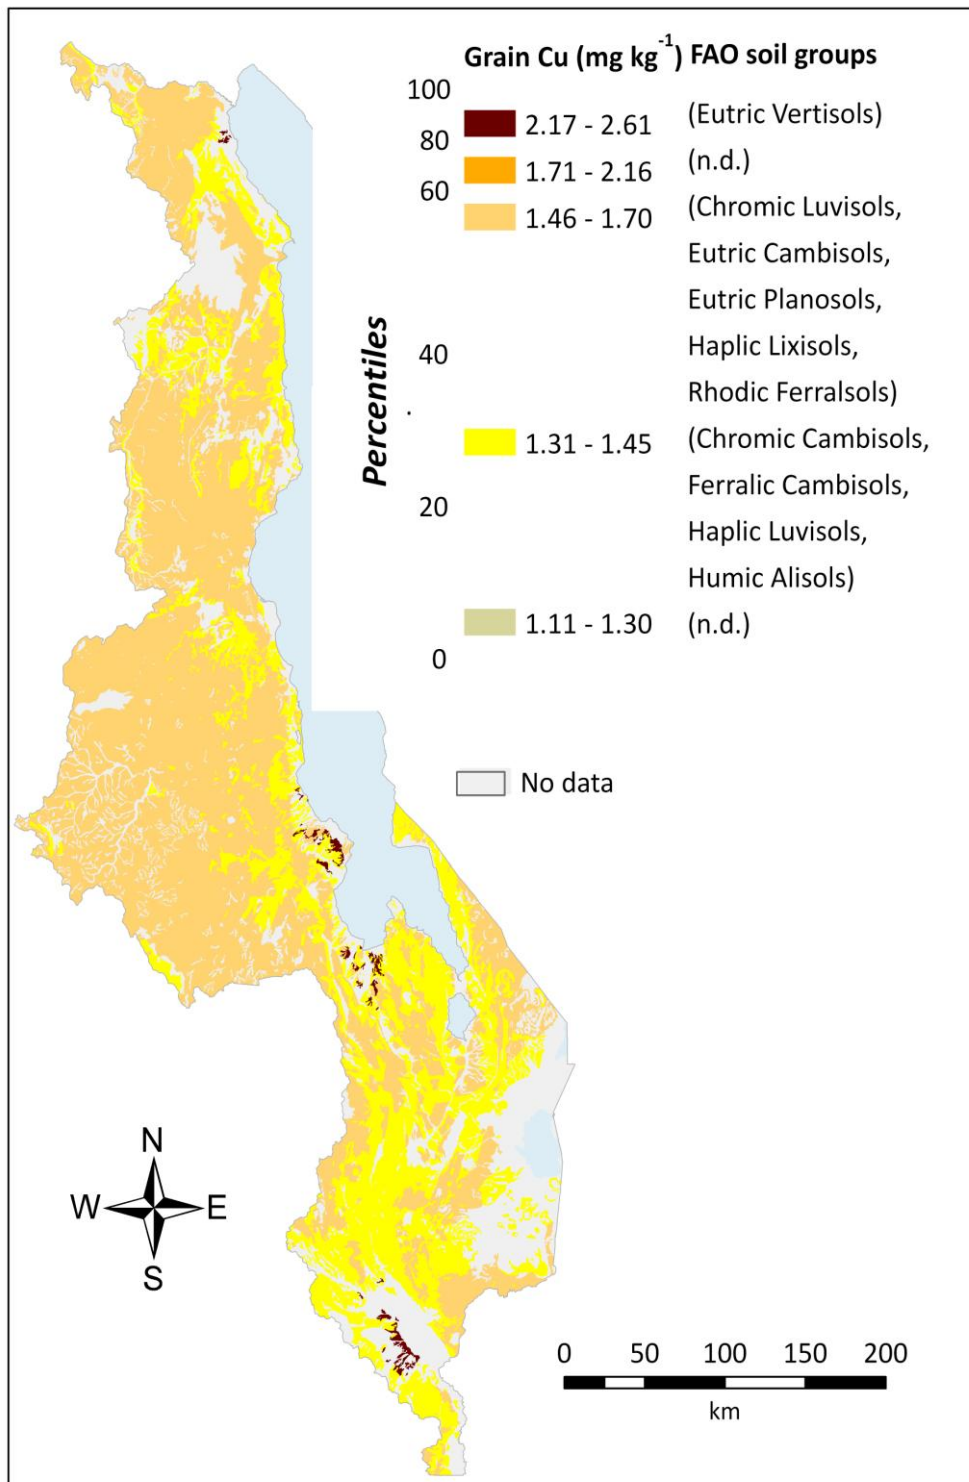 Grain Cu (mg kg⁻¹) FAO soil groups
100
2.17 - 2.61 (Eutric Vertisols)
80
1.71 - 2.16 (n.d.)
60
1.46 - 1.70 (Chromic Luvisols,
Eutric Cambisols,
Eutric Planosols,
Haplic Lixisols,
Rhodic Ferralsols)
40
Percentiles
1.31 - 1.45 (Chromic Cambisols,
Ferralic Cambisols,
Haplic Luvisols,
Humic Alisols)
20
1.11 - 1.30 (n.d.)
0
No data
N
W E
S
0 50 100 150 200
km